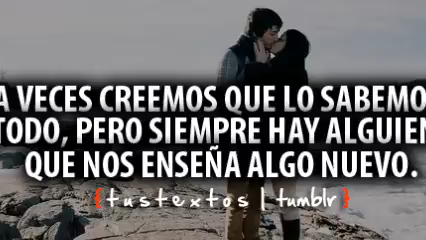 A VECES CREEMOS QUE LO SABEMO
TODO, PERO SIEMPRE HAY ALGUIEN
QUE NOS ENSEÑA ALGO NUEVO.
{tustextos | tumblr}